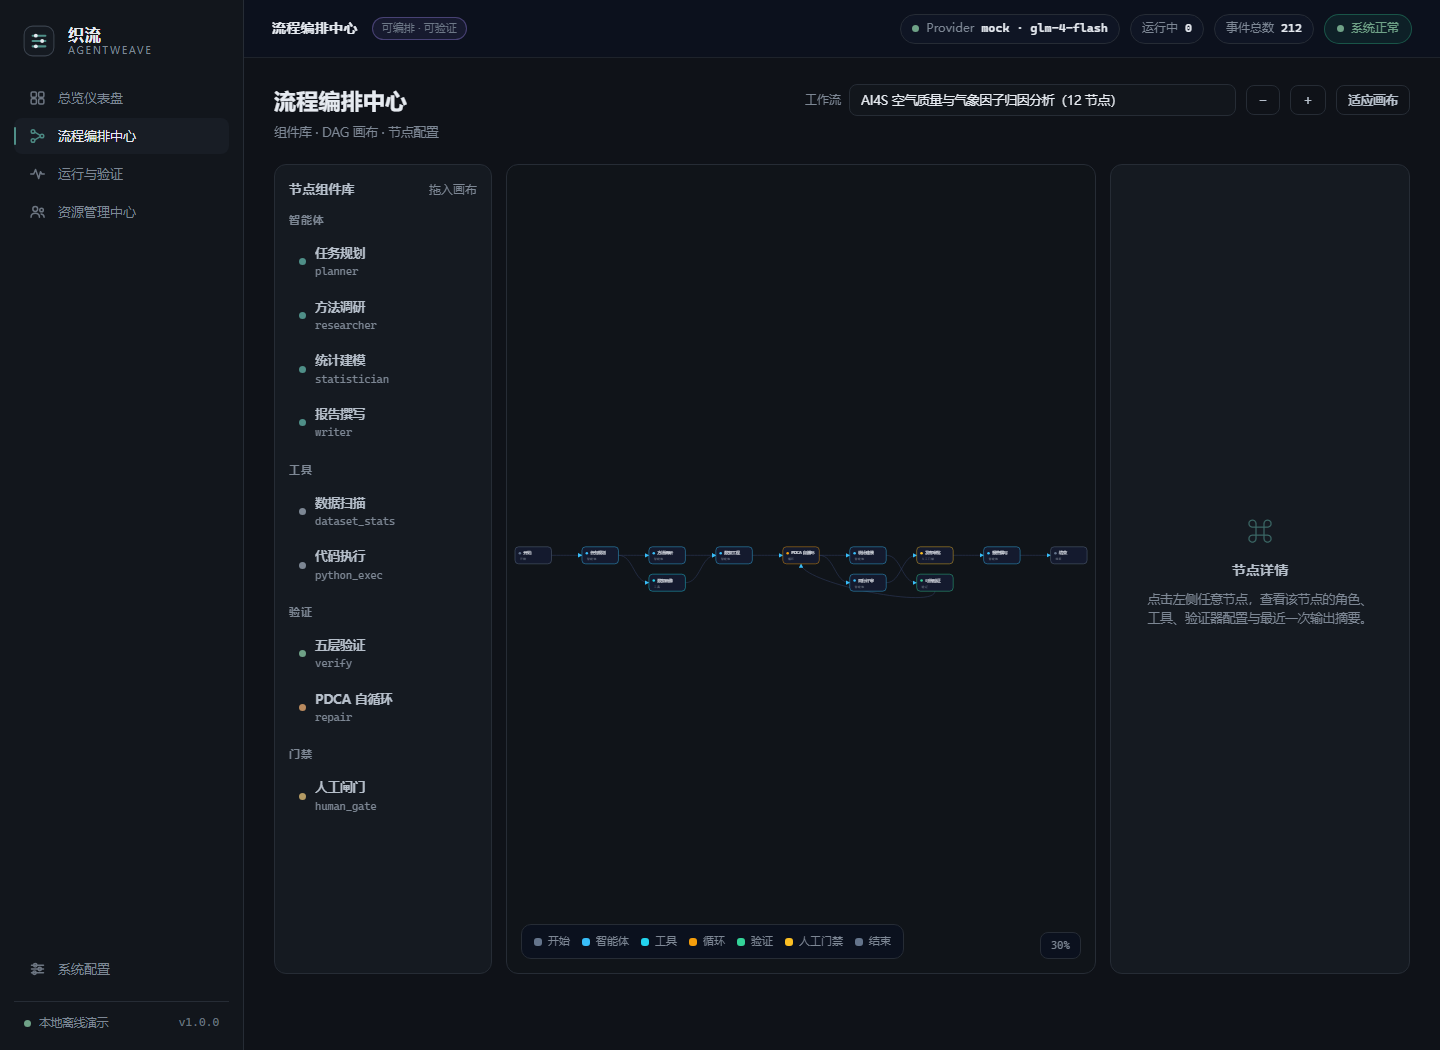 织流
AGENTWEAVE
总览仪表盘
流程编排中心
运行与验证
资源管理中心
系统配置
本地离线演示 v1.0.0
流程编排中心 可编排 · 可验证
Provider mock · glm-4-flash 运行中 0 事件总数 212 系统正常
流程编排中心
组件库 · DAG 画布 · 节点配置
工作流 AI4S 空气质量与气象因子归因分析（12 节点） − + 适应画布
节点组件库 拖入画布
智能体
任务规划
planner
方法调研
researcher
统计建模
statistician
报告撰写
writer
工具
数据扫描
dataset_stats
代码执行
python_exec
验证
五层验证
verify
PDCA 自循环
repair
门禁
人工闸门
human_gate
PDCA 自循环
开始 智能体 工具 循环 验证 人工门禁 结束
30%
节点详情
点击左侧任意节点，查看该节点的角色、
工具、验证器配置与最近一次输出摘要。